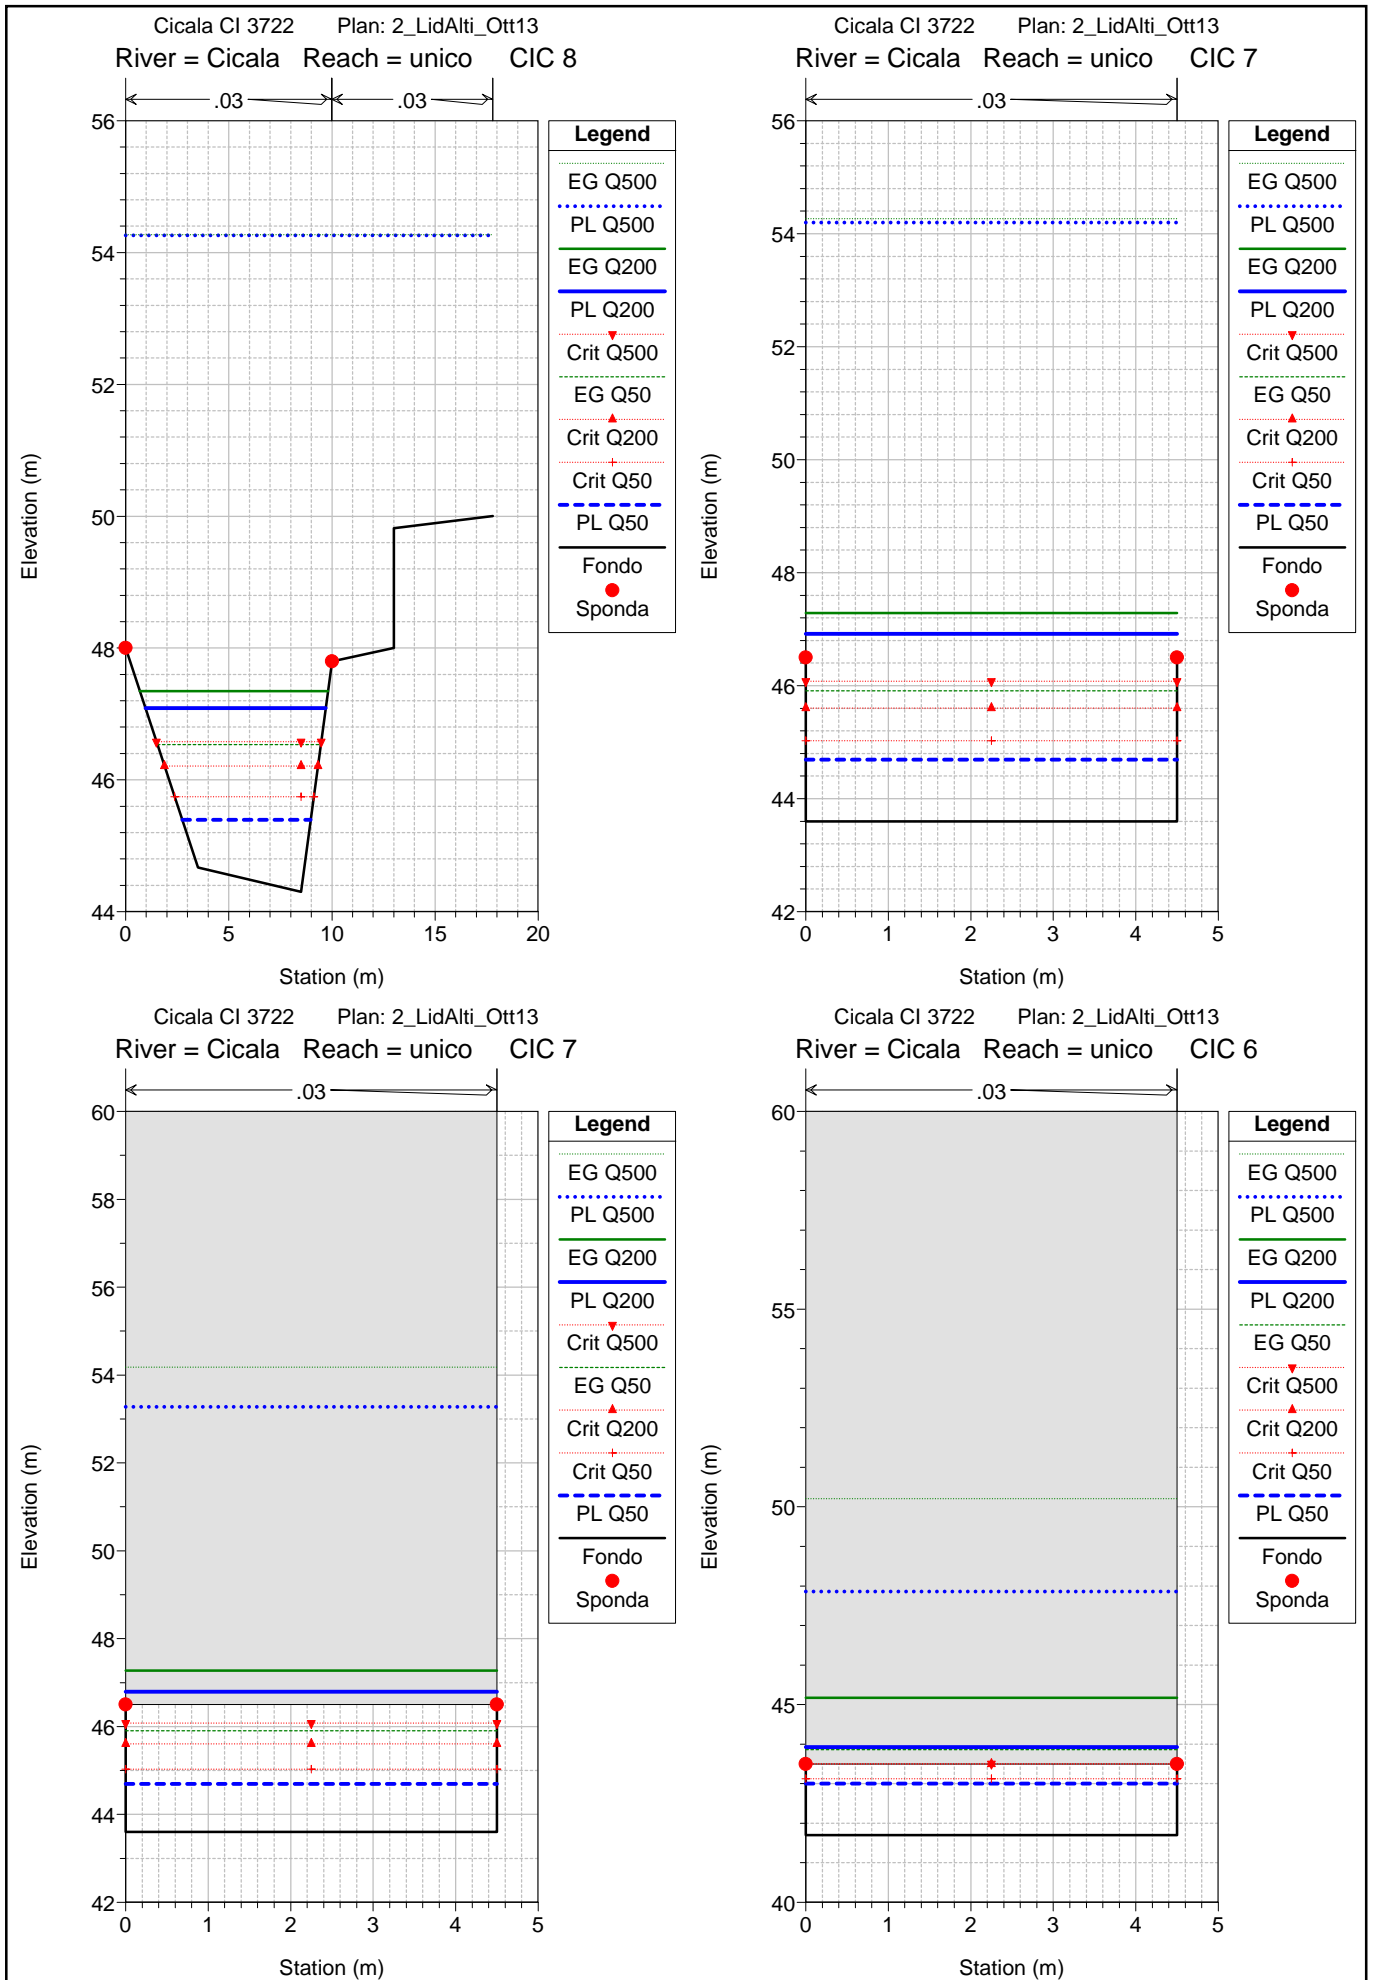 Cicala CI 3722 Plan: 2_LidAlti_Ott13
River = Cicala Reach = unico CIC 8
.03 .03
56
54
52
50
48
46
44
Elevation (m)
0 5 10 15 20
Station (m)
Legend
EG Q500
PL Q500
EG Q200
PL Q200
Crit Q500
EG Q50
Crit Q200
Crit Q50
PL Q50
Fondo
Sponda
Cicala CI 3722 Plan: 2_LidAlti_Ott13
River = Cicala Reach = unico CIC 7
.03
56
54
52
50
48
46
44
42
Elevation (m)
0 1 2 3 4 5
Station (m)
Legend
EG Q500
PL Q500
EG Q200
PL Q200
Crit Q500
EG Q50
Crit Q200
Crit Q50
PL Q50
Fondo
Sponda
Cicala CI 3722 Plan: 2_LidAlti_Ott13
River = Cicala Reach = unico CIC 7
.03
60
58
56
54
52
50
48
46
44
42
Elevation (m)
0 1 2 3 4 5
Station (m)
Legend
EG Q500
PL Q500
EG Q200
PL Q200
Crit Q500
EG Q50
Crit Q200
Crit Q50
PL Q50
Fondo
Sponda
Cicala CI 3722 Plan: 2_LidAlti_Ott13
River = Cicala Reach = unico CIC 6
.03
60
55
50
45
40
Elevation (m)
0 1 2 3 4 5
Station (m)
Legend
EG Q500
PL Q500
EG Q200
PL Q200
EG Q50
Crit Q500
Crit Q200
Crit Q50
PL Q50
Fondo
Sponda